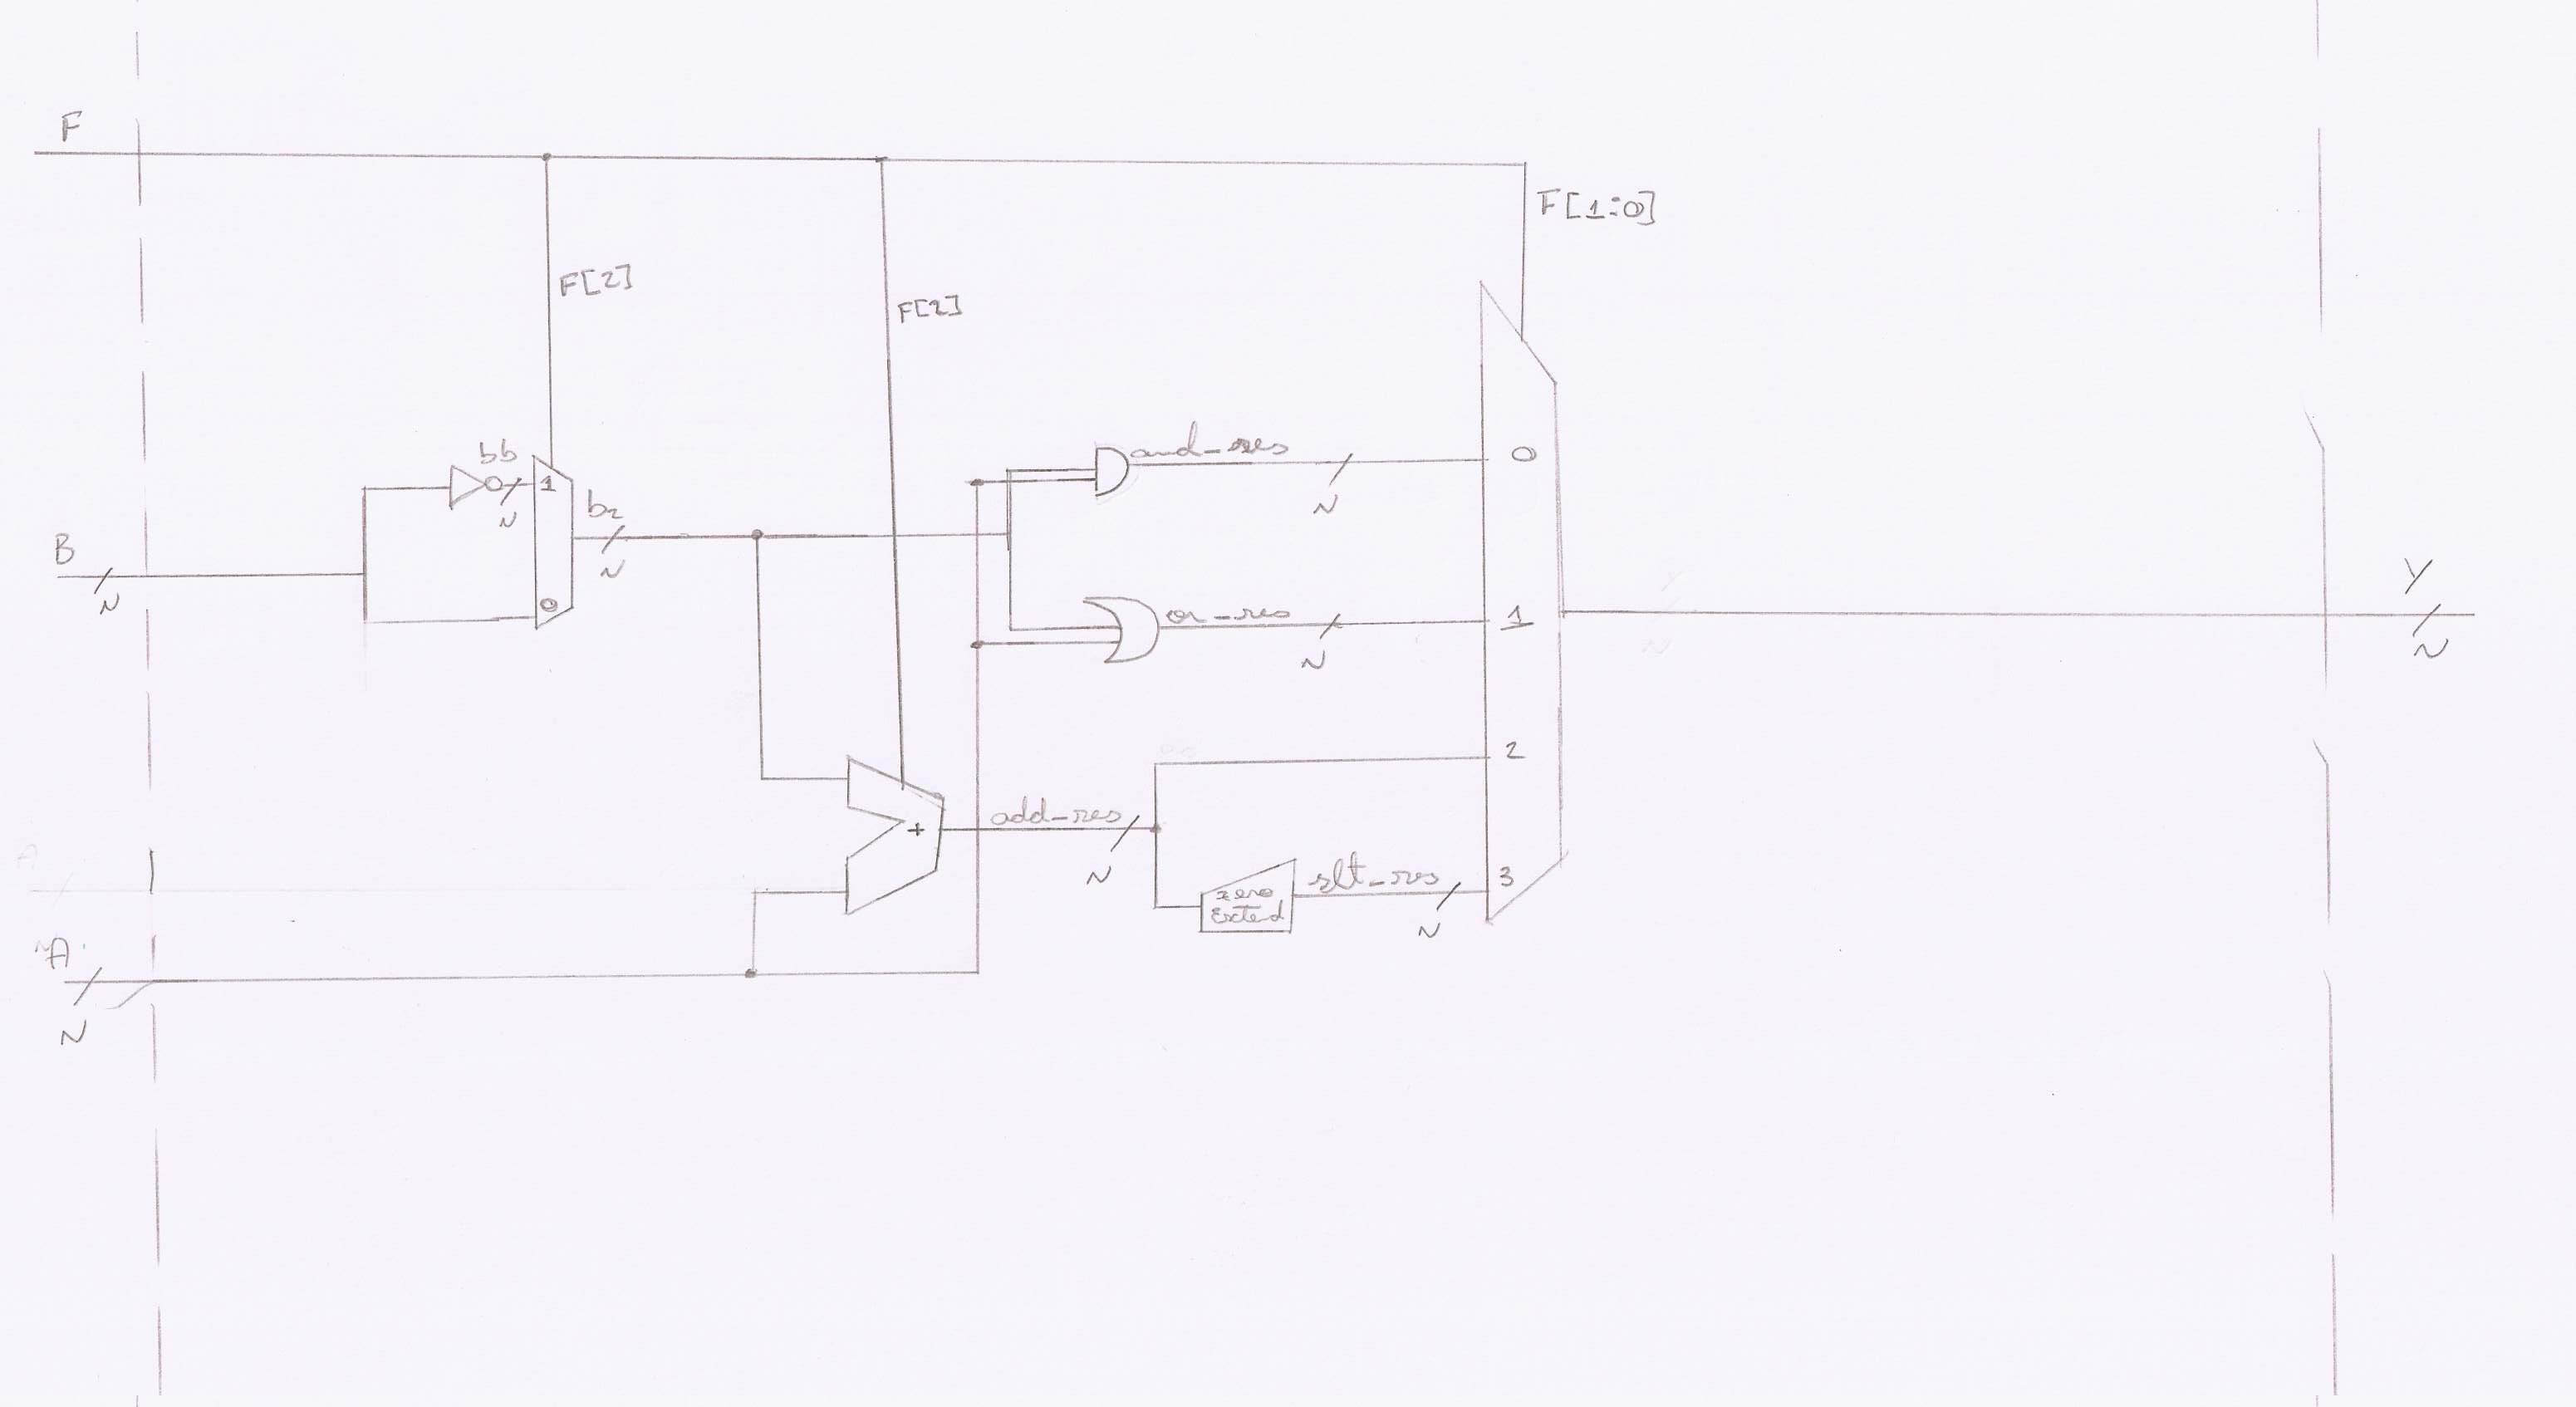 F
F[1:0]
F[2]
F[2]
and_res
bb
0
1
N
N
b2
B
N
N
Y
0
or_res
1
N
N
2
add_res
+
A
slt_res
3
N
zero
Extend
N
A
N